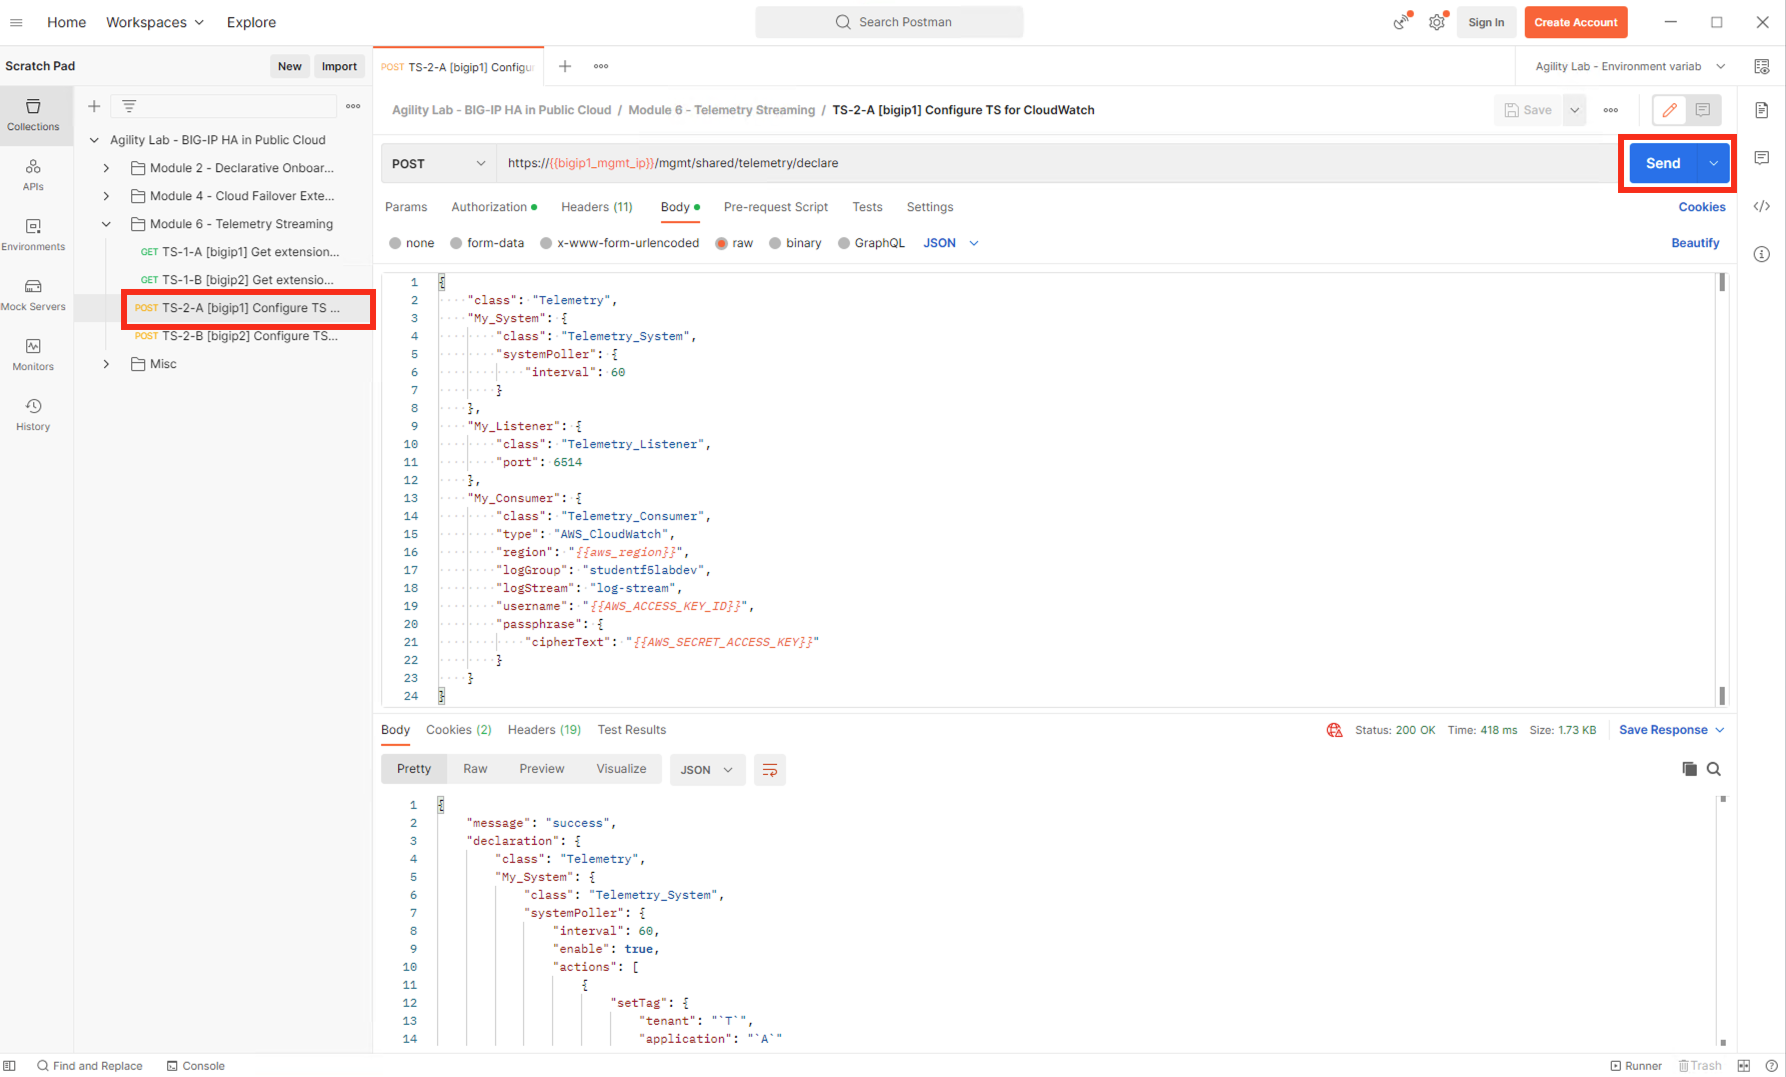 Home Workspaces Explore
Search Postman
Sign In Create Account
Scratch Pad New Import
POST TS-2-A [bigip1] Configu
Agility Lab - Environment variab
Collections
APIs
Environments
Mock Servers
Monitors
History
Agility Lab - BIG-IP HA in Public Cloud
Module 2 - Declarative Onboar...
Module 4 - Cloud Failover Exte...
Module 6 - Telemetry Streaming
GET TS-1-A [bigip1] Get extension...
GET TS-1-B [bigip2] Get extensio...
POST TS-2-A [bigip1] Configure TS ...
POST TS-2-B [bigip2] Configure TS...
Misc
Agility Lab - BIG-IP HA in Public Cloud / Module 6 - Telemetry Streaming / TS-2-A [bigip1] Configure TS for CloudWatch
Save
POST https://{{bigip1_mgmt_ip}}/mgmt/shared/telemetry/declare
Send
Params Authorization Headers (11) Body Pre-request Script Tests Settings Cookies
none form-data x-www-form-urlencoded raw binary GraphQL JSON Beautify
1 {
2 "class": "Telemetry",
3 "My_System": {
4 "class": "Telemetry_System",
5 "systemPoller": {
6 "interval": 60
7 }
8 },
9 "My_Listener": {
10 "class": "Telemetry_Listener",
11 "port": 6514
12 },
13 "My_Consumer": {
14 "class": "Telemetry_Consumer",
15 "type": "AWS_CloudWatch",
16 "region": "{{aws_region}}",
17 "logGroup": "studentf5labdev",
18 "logStream": "log-stream",
19 "username": "{{AWS_ACCESS_KEY_ID}}",
20 "passphrase": {
21 "cipherText": "{{AWS_SECRET_ACCESS_KEY}}"
22 }
23 }
24 }
Body Cookies (2) Headers (19) Test Results
Status: 200 OK Time: 418 ms Size: 1.73 KB Save Response
Pretty Raw Preview Visualize JSON
1 {
2 "message": "success",
3 "declaration": {
4 "class": "Telemetry",
5 "My_System": {
6 "class": "Telemetry_System",
7 "systemPoller": {
8 "interval": 60,
9 "enable": true,
10 "actions": [
11 {
12 "setTag": {
13 "tenant": "`T`",
14 "application": "`A`"
Find and Replace Console
Runner Trash